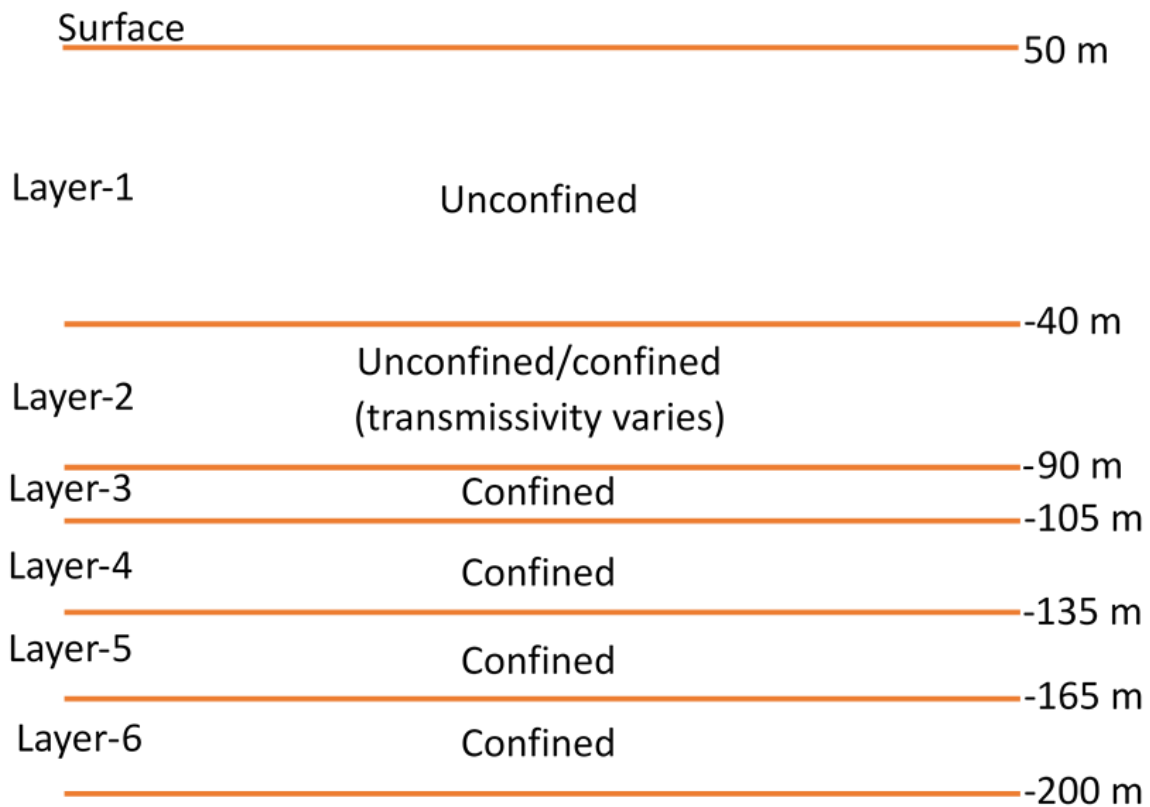 Surface
50 m
Layer-1
Unconfined
-40 m
Unconfined/confined
(transmissivity varies)
Layer-2
-90 m
Layer-3
Confined
-105 m
Layer-4
Confined
-135 m
Layer-5
Confined
-165 m
Layer-6
Confined
-200 m